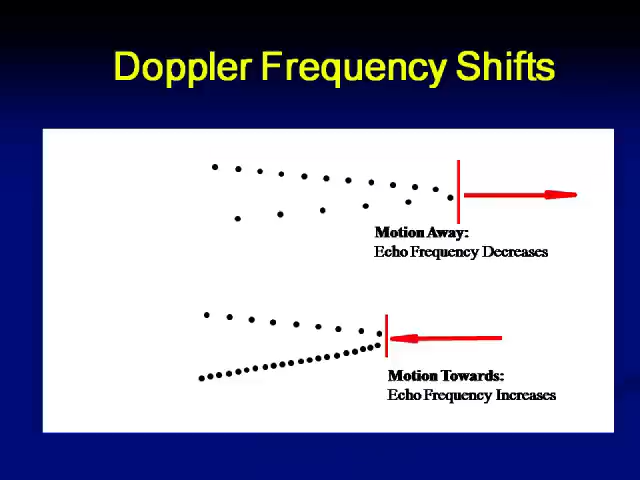 Doppler Frequency Shifts
Motion Away:
Echo Frequency Decreases
Motion Towards:
Echo Frequency Increases